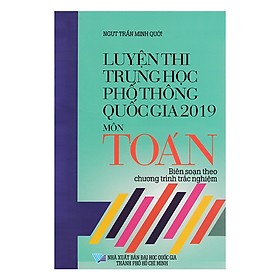 NGƯT TRẦN MINH QUỚI
LUYỆN THI
TRUNG HỌC
PHỔ THÔNG
QUỐC GIA 2019
MÔN
TOÁN
Biên soạn theo
chương trình trắc nghiệm
NHÀ XUẤT BẢN ĐẠI HỌC QUỐC GIA
THÀNH PHỐ HỒ CHÍ MINH